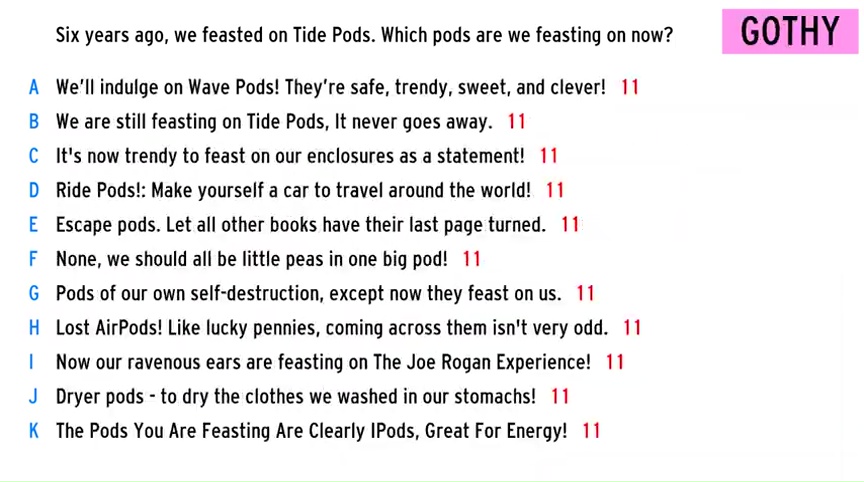 Six years ago, we feasted on Tide Pods. Which pods are we feasting on now?
GOTHY
A We'll indulge on Wave Pods! They're safe, trendy, sweet, and clever! 11
B We are still feasting on Tide Pods, It never goes away. 11
C It's now trendy to feast on our enclosures as a statement! 11
D Ride Pods!: Make yourself a car to travel around the world! 11
E Escape pods. Let all other books have their last page turned. 11
F None, we should all be little peas in one big pod! 11
G Pods of our own self-destruction, except now they feast on us. 11
H Lost AirPods! Like lucky pennies, coming across them isn't very odd. 11
I Now our ravenous ears are feasting on The Joe Rogan Experience! 11
J Dryer pods - to dry the clothes we washed in our stomachs! 11
K The Pods You Are Feasting Are Clearly IPods, Great For Energy! 11